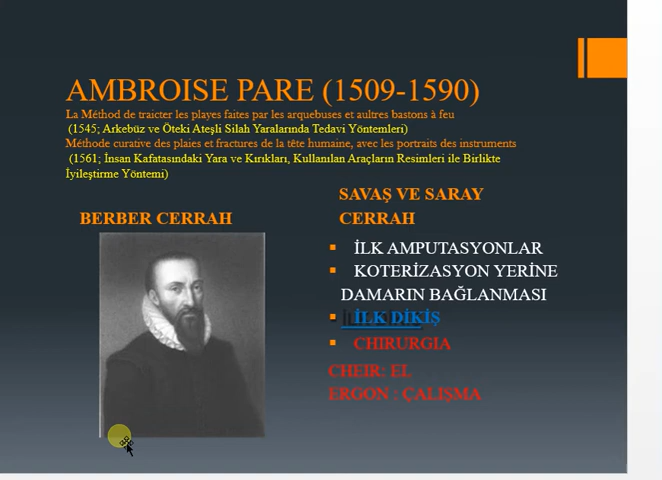 AMBROISE PARE (1509-1590)
La Méthod de traicter les playes faites par les arquebuses et aultres bastons à feu
(1545; Arkebüz ve Öteki Ateşli Silah Yaralarında Tedavi Yöntemleri)
Méthode curative des plaies et fractures de la tête humaine, avec les portraits des instruments
(1561; İnsan Kafatasındaki Yara ve Kırıkları, Kullanılan Araçların Resimleri ile Birlikte
İyileştirme Yöntemi)
BERBER CERRAH
SAVAŞ VE SARAY
CERRAH
İLK AMPUTASYONLAR
KOTERİZASYON YERİNE
DAMARIN BAĞLANMASI
İLK DİKİŞ
CHIRURGIA
CHEIR: EL
ERGON : ÇALIŞMA